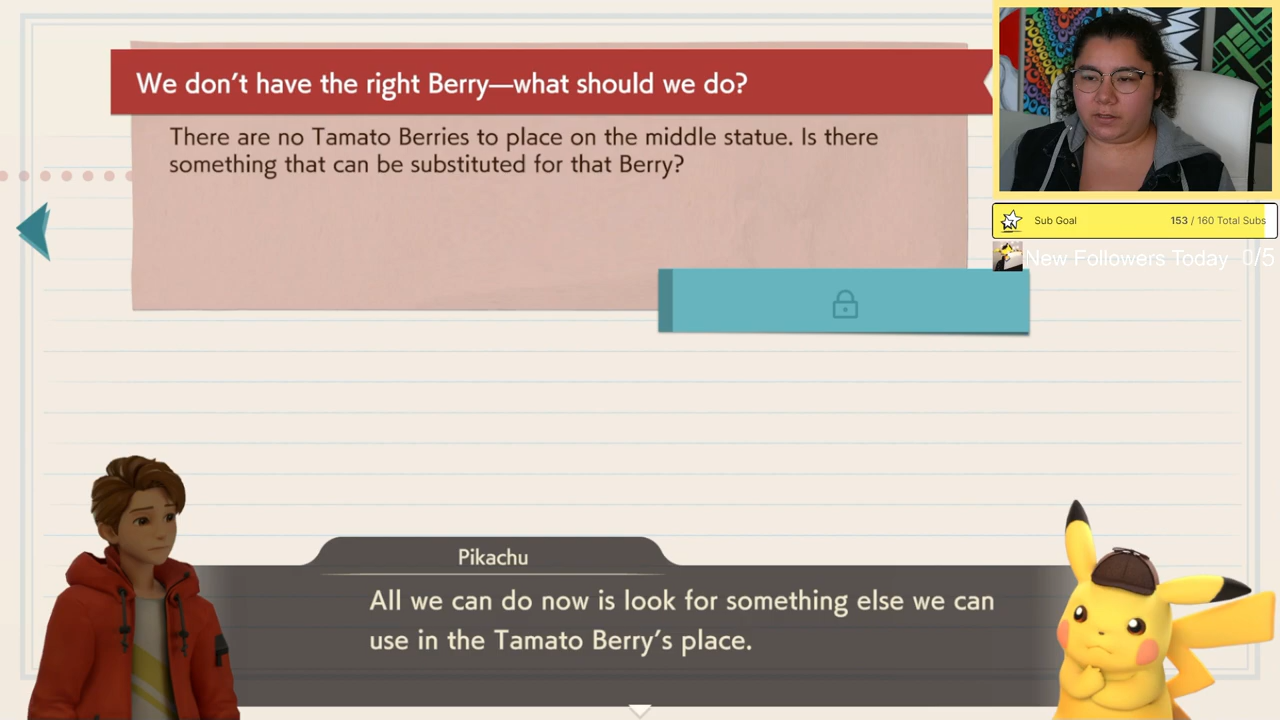 We don't have the right Berry—what should we do?
There are no Tamato Berries to place on the middle statue. Is there
something that can be substituted for that Berry?
Sub Goal
153 / 160 Total Subs
New Followers Today 0/5
Pikachu
All we can do now is look for something else we can
use in the Tamato Berry's place.